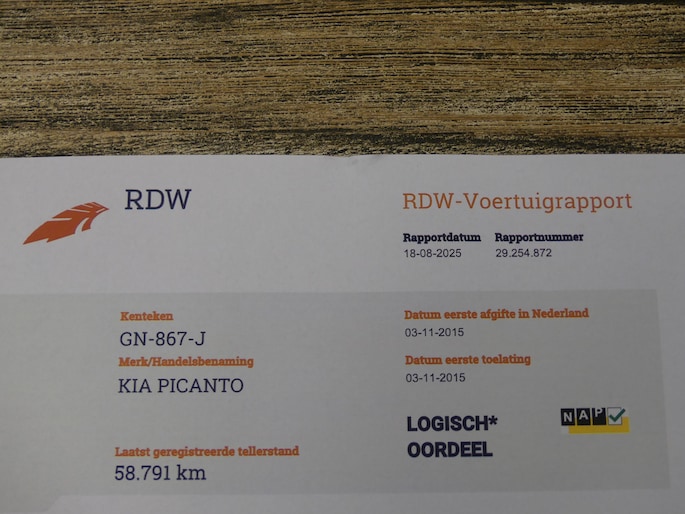 RDW
RDW-Voertuigrapport
Rapportdatum Rapportnummer
18-08-2025 29.254.872
Kenteken
GN-867-J
Merk/Handelsbenaming
KIA PICANTO
Laatst geregistreerde tellerstand
58.791 km
Datum eerste afgifte in Nederland
03-11-2015
Datum eerste toelating
03-11-2015
LOGISCH*
OORDEEL
NAP